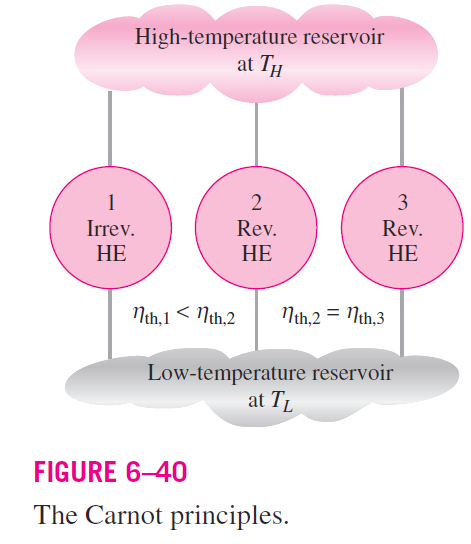 High-temperature reservoir
at T_H
1
Irrev.
HE
2
Rev.
HE
3
Rev.
HE
η_th,1 < η_th,2
η_th,2 = η_th,3
Low-temperature reservoir
at T_L
FIGURE 6–40
The Carnot principles.